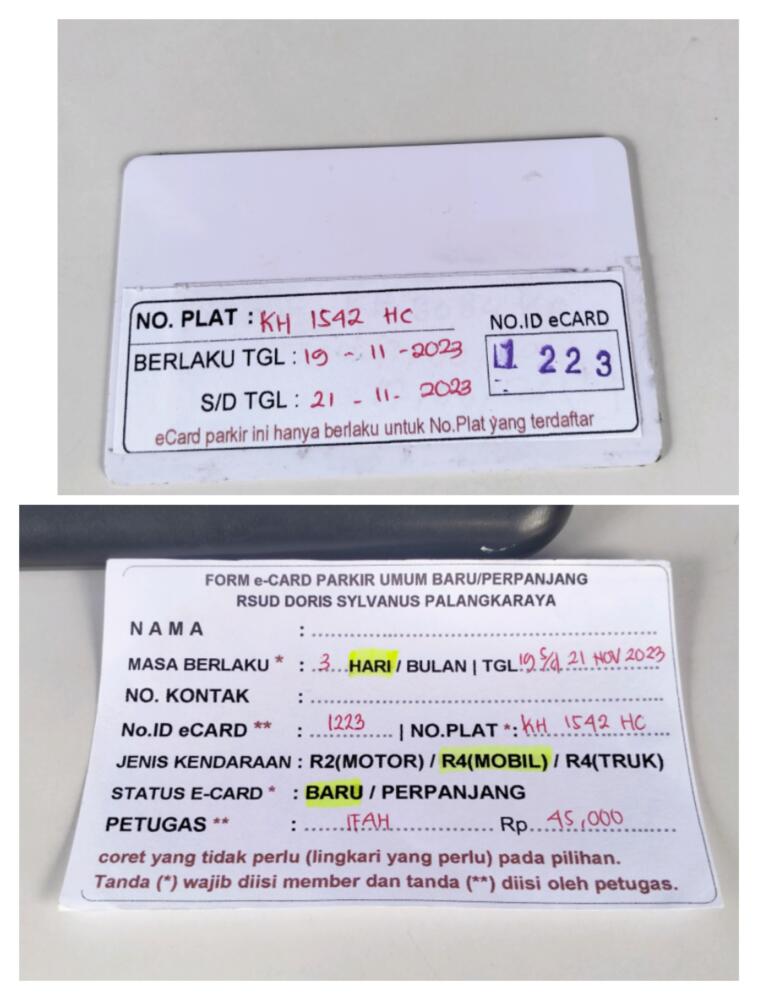 NO. PLAT : KH 1542 HC
NO.ID eCARD
BERLAKU TGL : 19 - 11 - 2023
1 223
S/D TGL : 21 - 11 - 2023
eCard parkir ini hanya berlaku untuk No.Plat yang terdaftar
FORM e-CARD PARKIR UMUM BARU/PERPANJANG
RSUD DORIS SYLVANUS PALANGKARAYA
NAMA :
MASA BERLAKU * : 3 HARI / BULAN | TGL. 19 S/d 21 NOV 2023
NO. KONTAK :
No.ID eCARD ** : 1223 | NO.PLAT * : KH 1542 HC
JENIS KENDARAAN : R2(MOTOR) / R4(MOBIL) / R4(TRUK)
STATUS E-CARD * : BARU / PERPANJANG
PETUGAS ** : IFAH Rp. 45,000
coret yang tidak perlu (lingkari yang perlu) pada pilihan.
Tanda (*) wajib diisi member dan tanda (**) diisi oleh petugas.